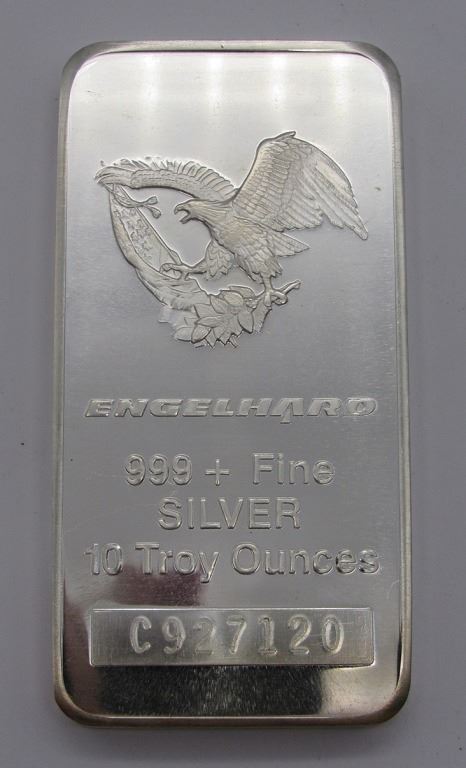 ENGELHARD
999+ Fine
SILVER
10 Troy Ounces
C927120